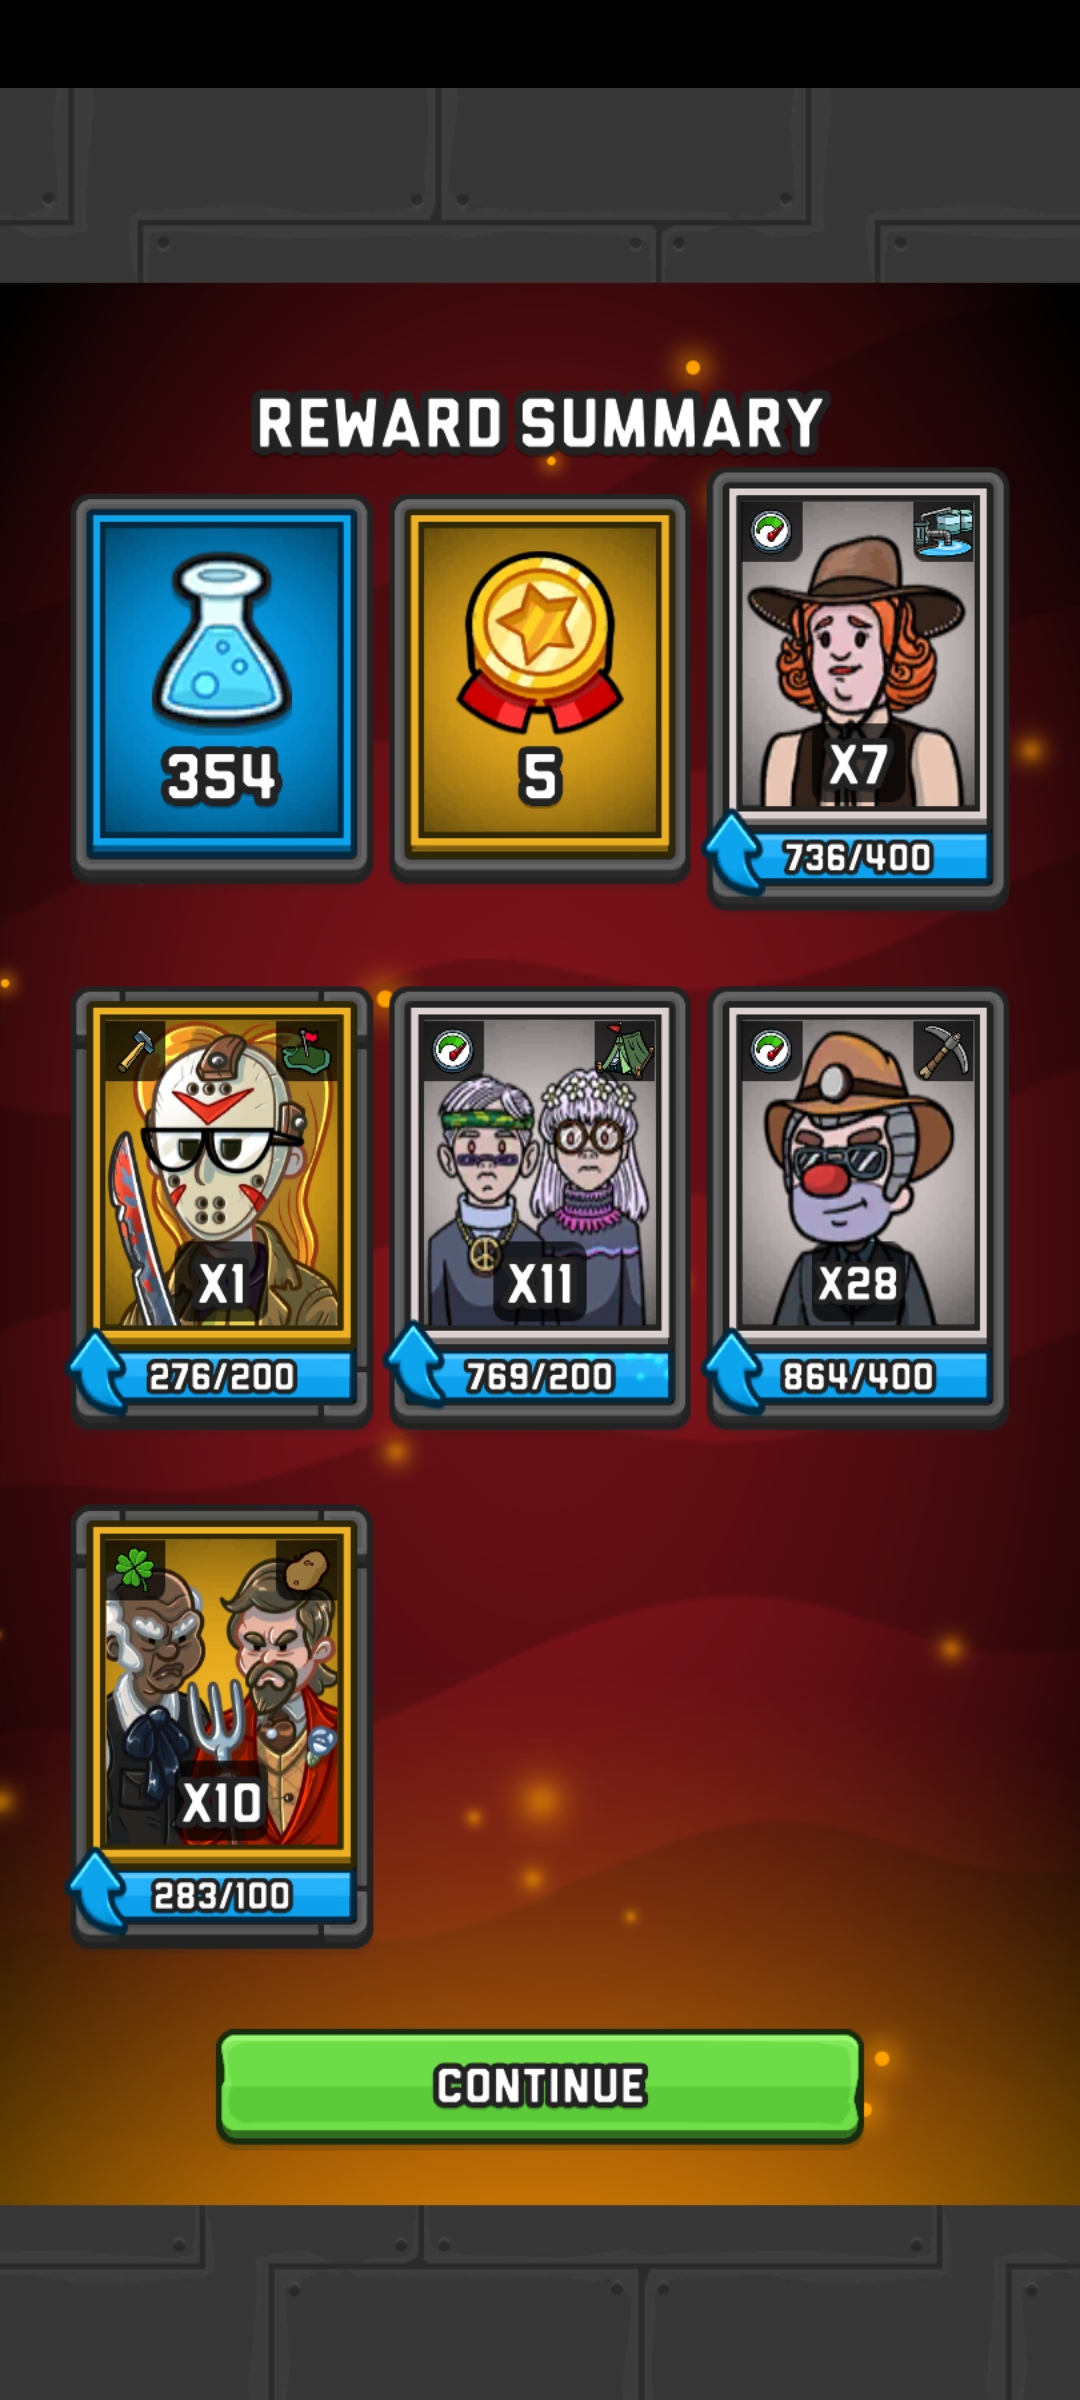 REWARD SUMMARY
354
5
X7
736/400
X1
276/200
X11
769/200
X28
864/400
X10
283/100
CONTINUE